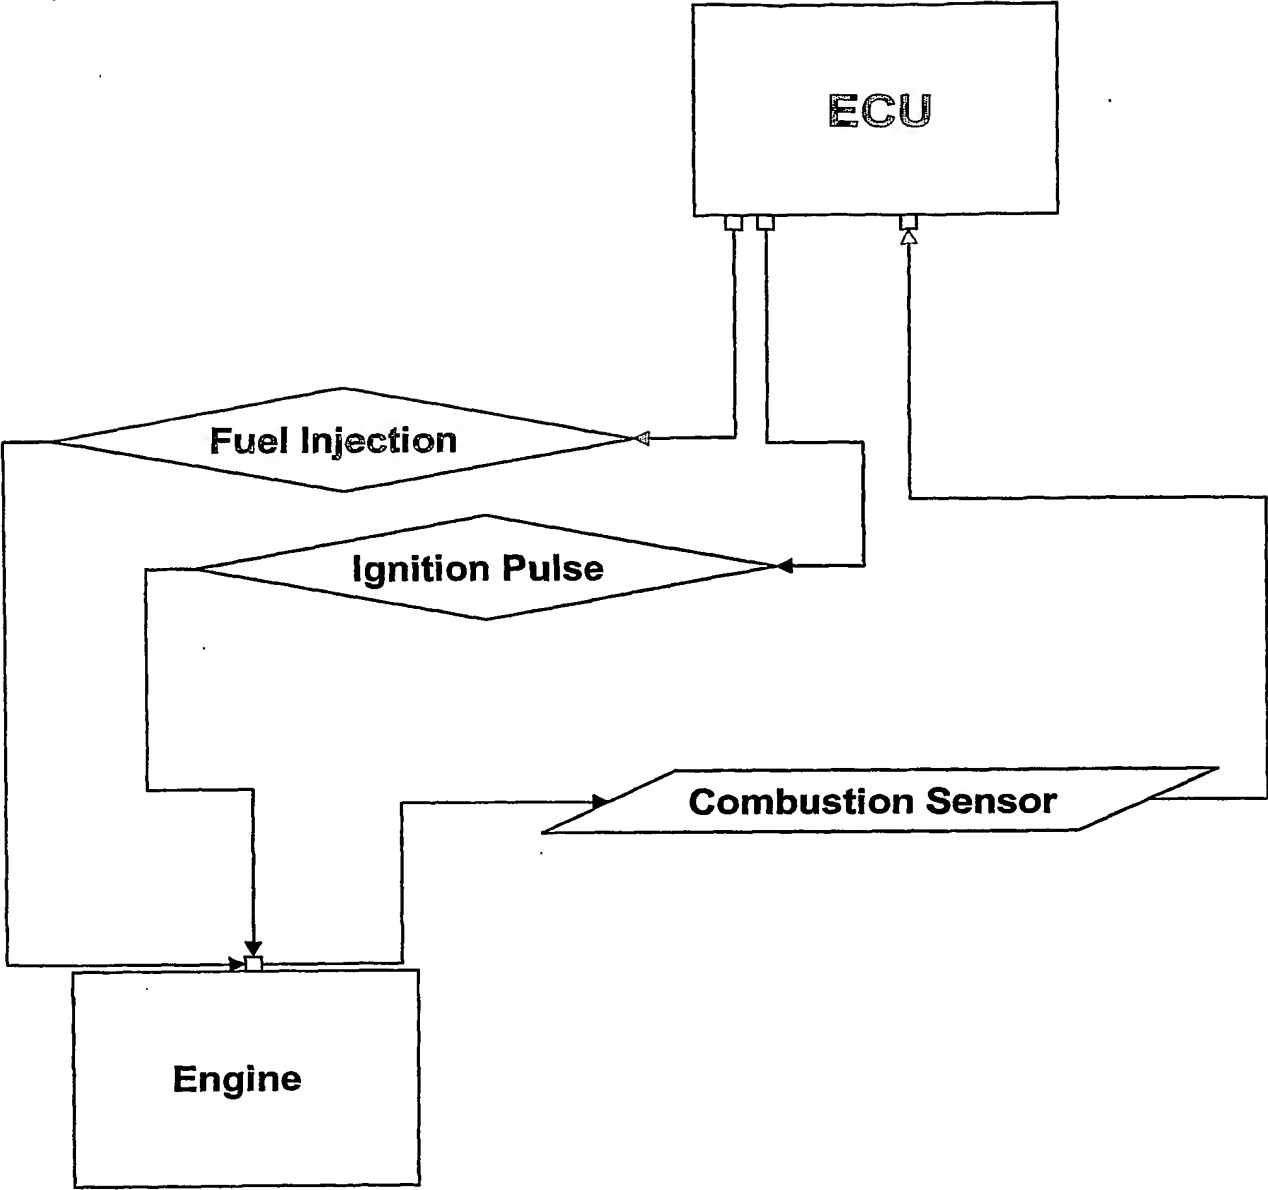 ECU
Fuel Injection
Ignition Pulse
Combustion Sensor
Engine